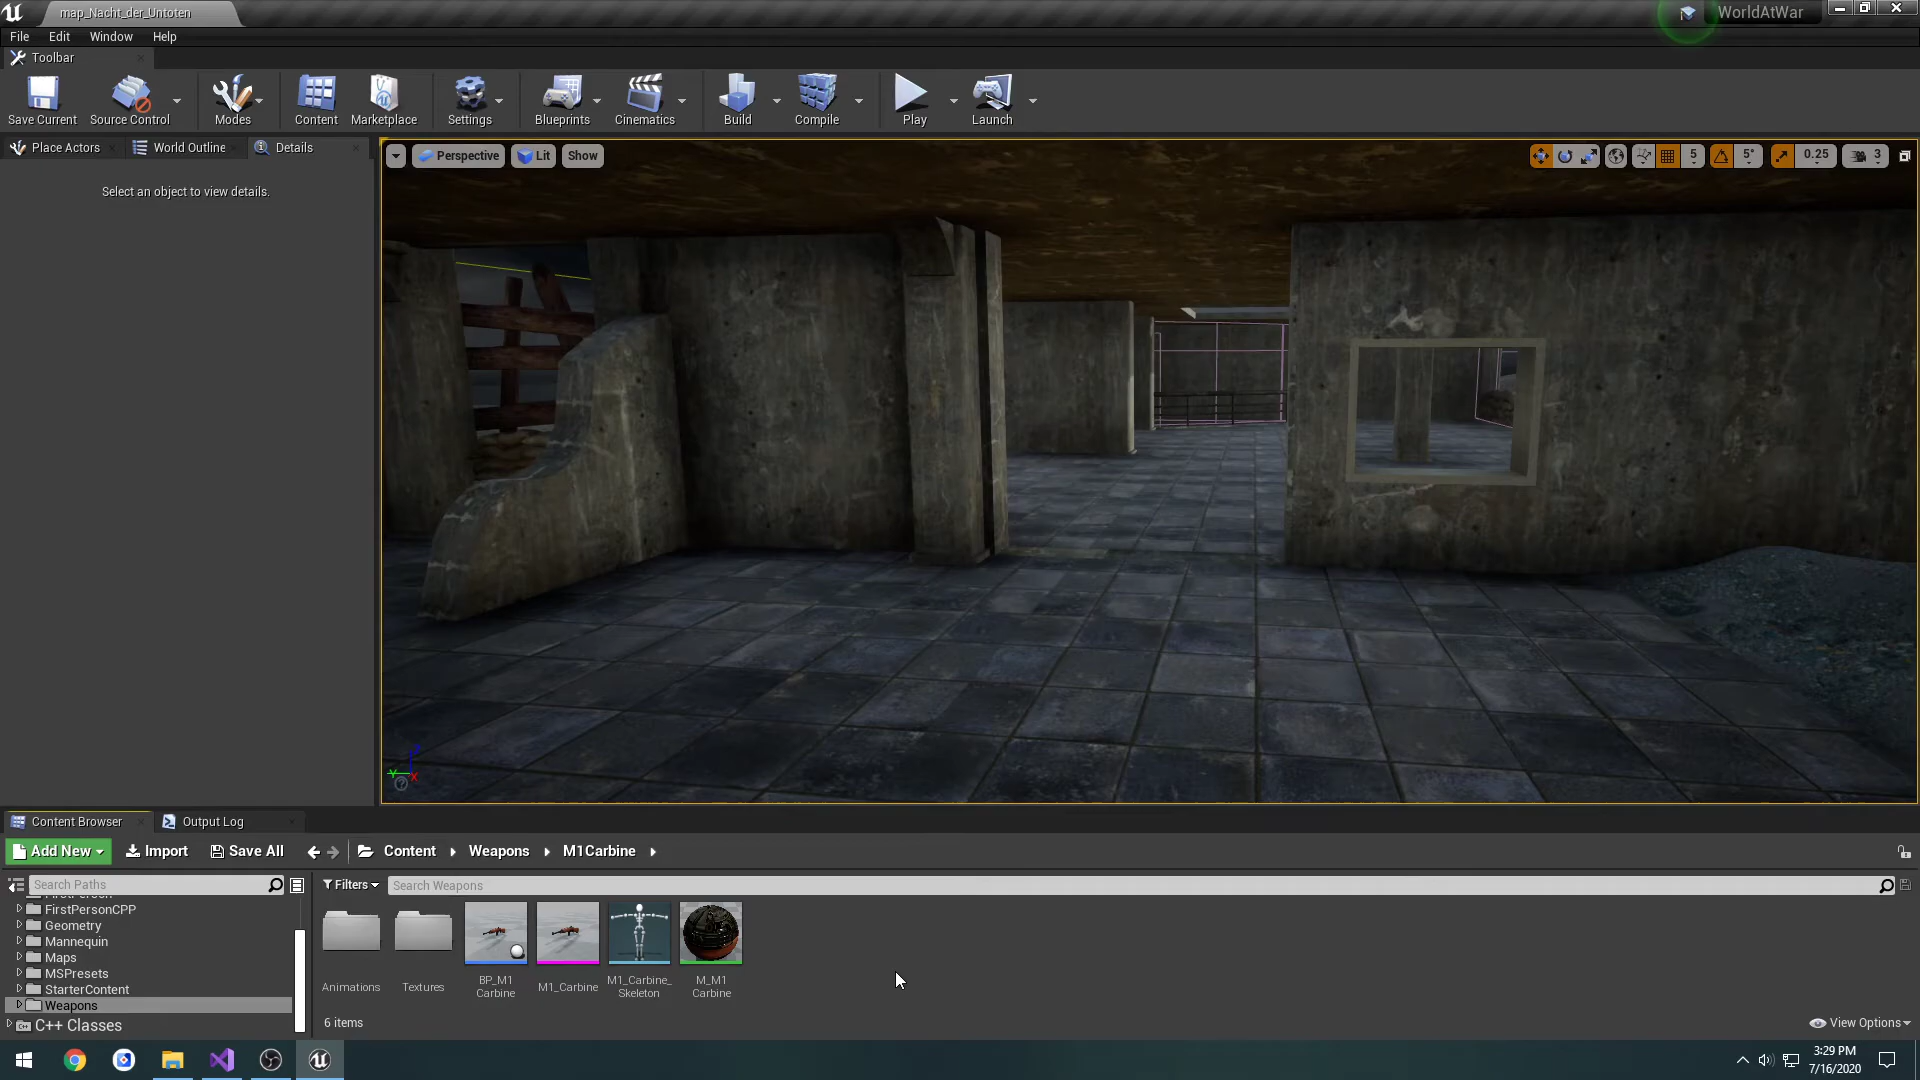 map_Nacht_der_Untoten
WorldAtWar
File Edit Window Help
Toolbar
Save Current Source Control Modes Content Marketplace Settings Blueprints Cinematics Build Compile Play Launch
Place Actors World Outline Details
Select an object to view details.
Perspective Lit Show
5 5° 0.25 3
Content Browser Output Log
Add New Import Save All Content Weapons M1Carbine
Search Paths
Filters Search Weapons
FirstPersonCPP
Geometry
Mannequin
Maps
MSPresets
StarterContent
Weapons
C++ Classes
Animations
Textures
BP_M1
Carbine
M1_Carbine
M1_Carbine_
Skeleton
M_M1
Carbine
6 items
View Options
3:29 PM
7/16/2020